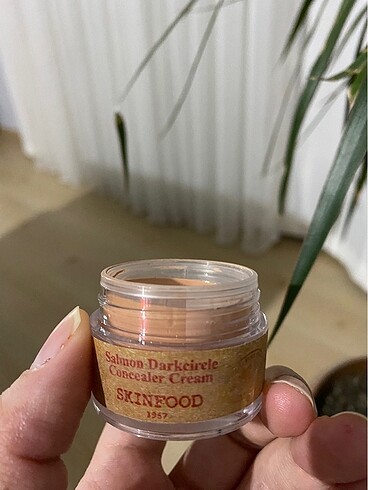 Salmon Darkcircle
Concealer Cream
SKINFOOD
1957